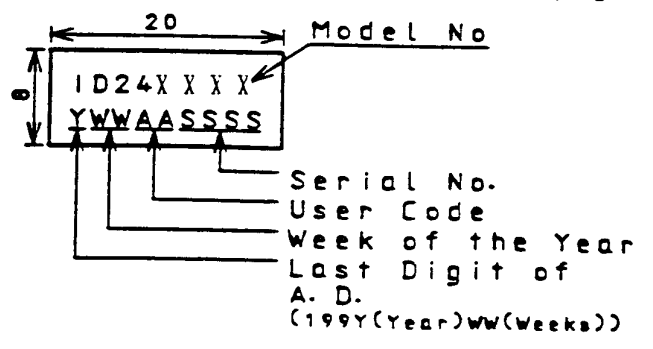 20
Model No
8
1D24XXXX
YWWAASSSS
Serial No.
User Code
Week of the Year
Last Digit of
A. D.
(199Y(Year)WW(Weeks))